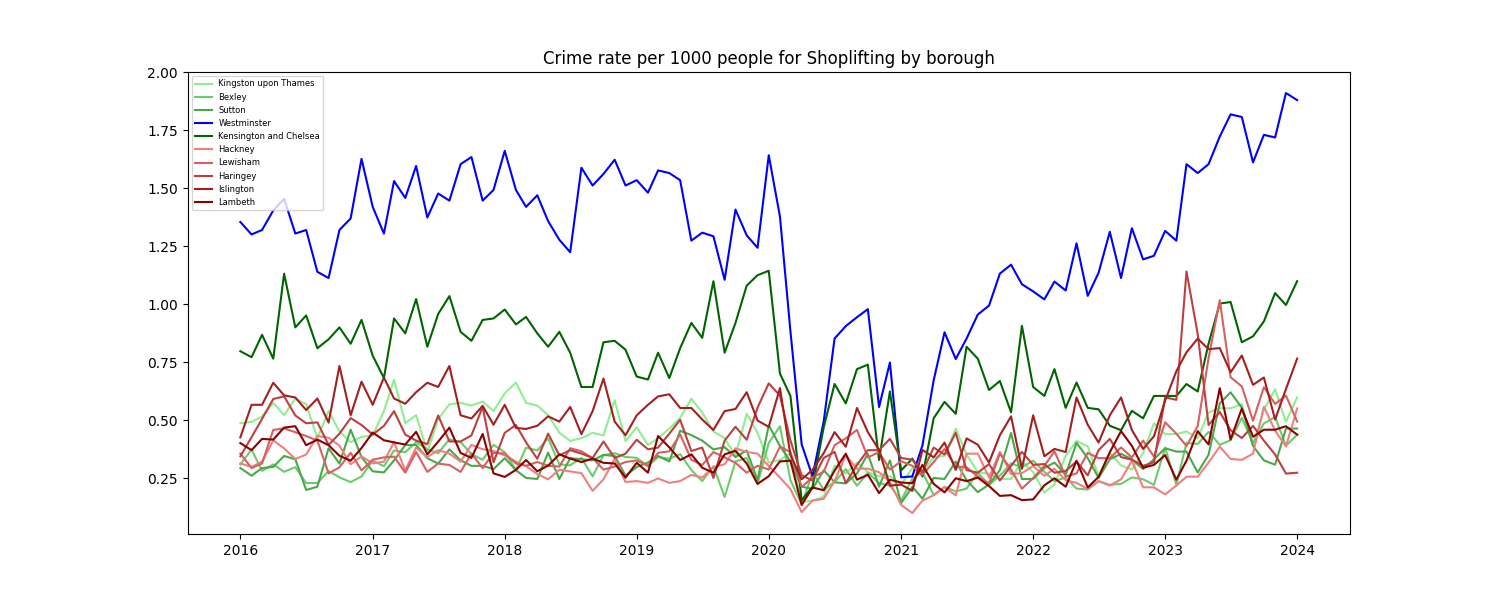 Crime rate per 1000 people for Shoplifting by borough
2.00
1.75
1.50
1.25
1.00
0.75
0.50
0.25
Kingston upon Thames
Bexley
Sutton
Westminster
Kensington and Chelsea
Hackney
Lewisham
Haringey
Islington
Lambeth
2016 2017 2018 2019 2020 2021 2022 2023 2024